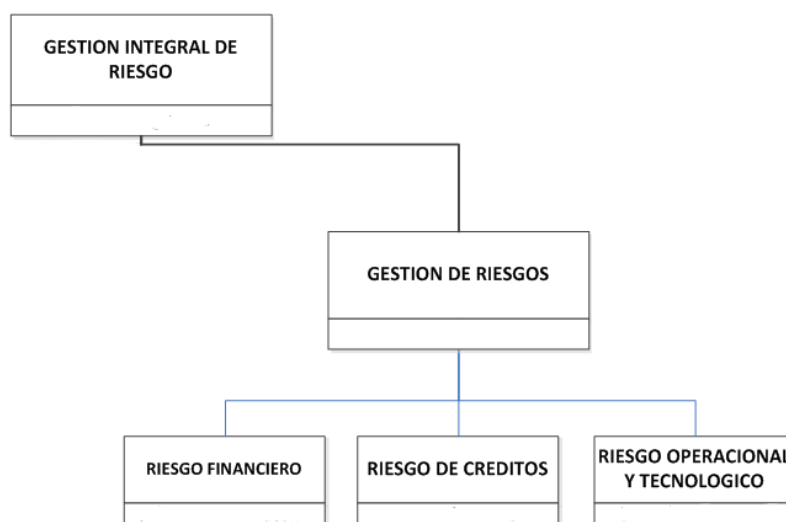 GESTION INTEGRAL DE
RIESGO
GESTION DE RIESGOS
RIESGO FINANCIERO
RIESGO DE CREDITOS
RIESGO OPERACIONAL
Y TECNOLOGICO